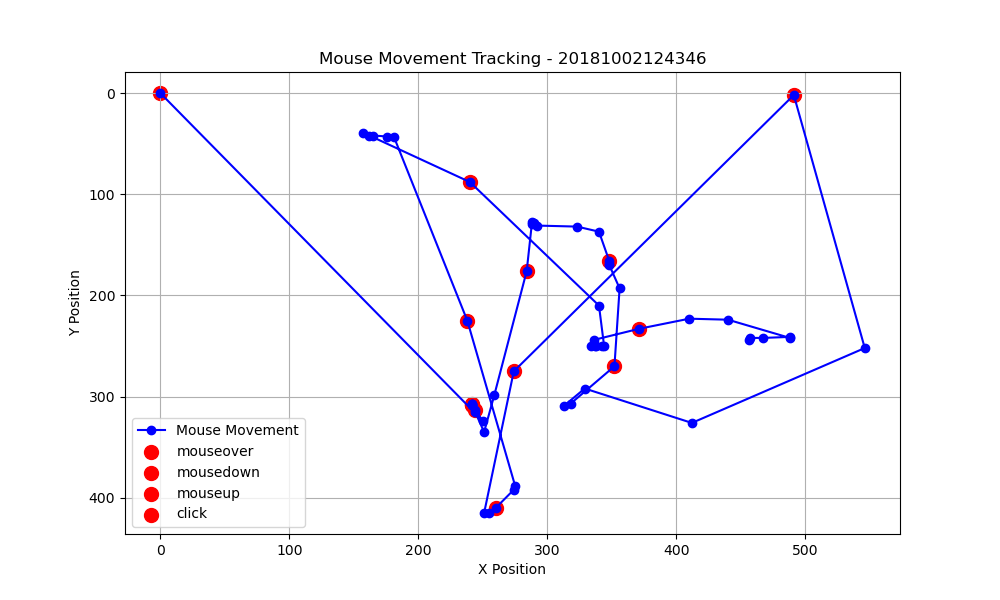 Mouse Movement Tracking - 20181002124346
0
100
200
300
400
Y Position
Mouse Movement
mouseover
mousedown
mouseup
click
0 100 200 300 400 500
X Position